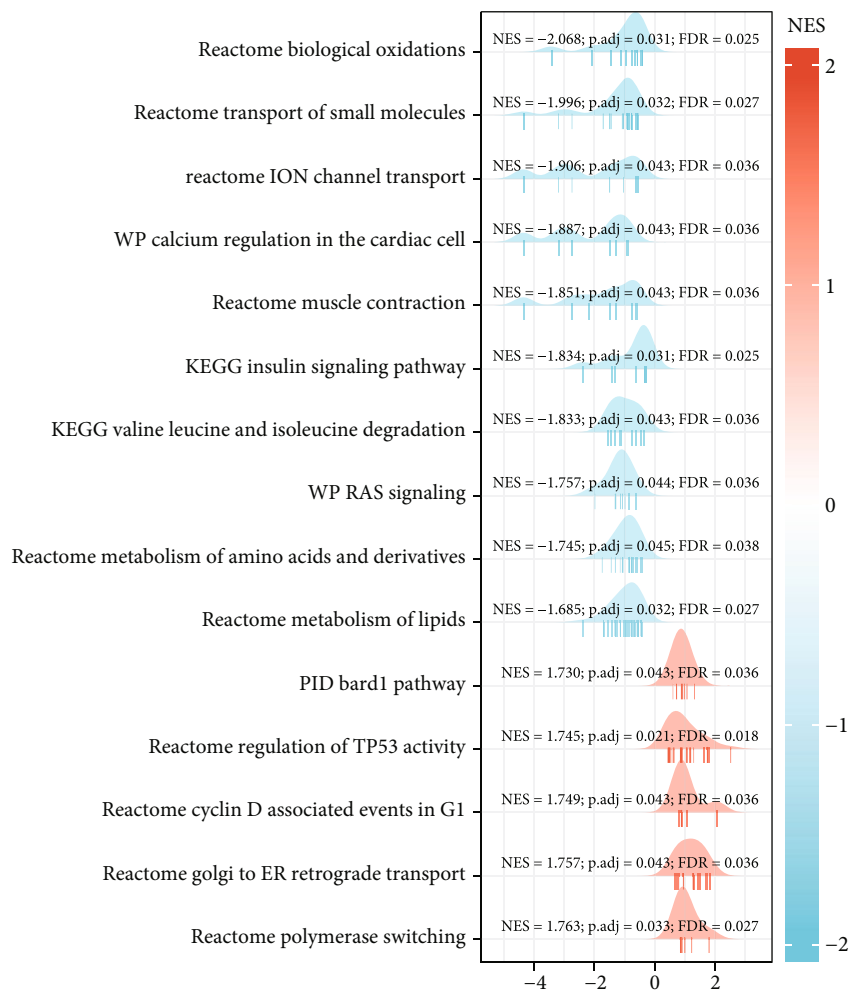 NES
Reactome biological oxidations
NES = −2.068; p.adj = 0.031; FDR = 0.025
2
Reactome transport of small molecules
NES = −1.996; p.adj = 0.032; FDR = 0.027
reactome ION channel transport
NES = −1.906; p.adj = 0.043; FDR = 0.036
WP calcium regulation in the cardiac cell
NES = −1.887; p.adj = 0.043; FDR = 0.036
1
Reactome muscle contraction
NES = −1.851; p.adj = 0.043; FDR = 0.036
KEGG insulin signaling pathway
NES = −1.834; p.adj = 0.031; FDR = 0.025
KEGG valine leucine and isoleucine degradation
NES = −1.833; p.adj = 0.043; FDR = 0.036
WP RAS signaling
NES = −1.757; p.adj = 0.044; FDR = 0.036
0
Reactome metabolism of amino acids and derivatives
NES = −1.745; p.adj = 0.045; FDR = 0.038
Reactome metabolism of lipids
NES = −1.685; p.adj = 0.032; FDR = 0.027
PID bard1 pathway
NES = 1.730; p.adj = 0.043; FDR = 0.036
−1
Reactome regulation of TP53 activity
NES = 1.745; p.adj = 0.021; FDR = 0.018
Reactome cyclin D associated events in G1
NES = 1.749; p.adj = 0.043; FDR = 0.036
Reactome golgi to ER retrograde transport
NES = 1.757; p.adj = 0.043; FDR = 0.036
Reactome polymerase switching
NES = 1.763; p.adj = 0.033; FDR = 0.027
−2
−4 −2 0 2